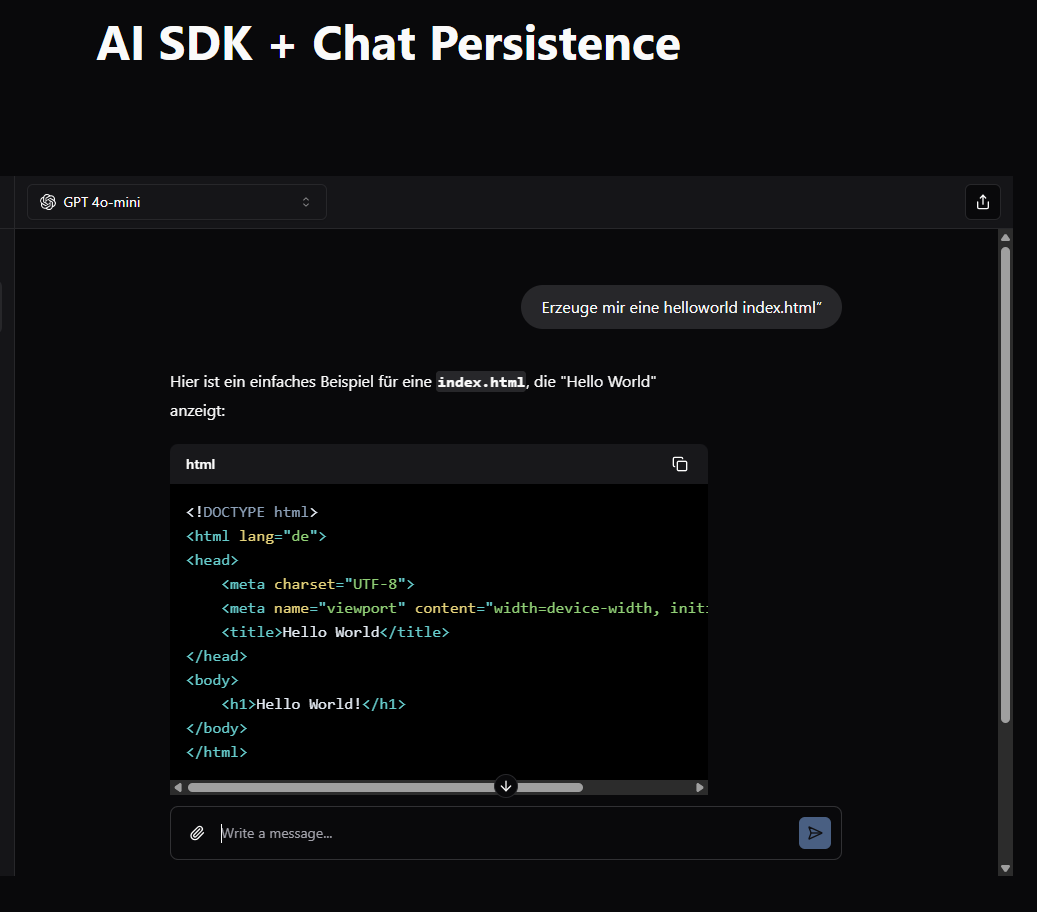 AI SDK + Chat Persistence
GPT 4o-mini
Erzeuge mir eine helloworld index.html“
Hier ist ein einfaches Beispiel für eine index.html, die "Hello World"
anzeigt:
html
<!DOCTYPE html>
<html lang="de">
<head>
    <meta charset="UTF-8">
    <meta name="viewport" content="width=device-width, initi
    <title>Hello World</title>
</head>
<body>
    <h1>Hello World!</h1>
</body>
</html>
Write a message...